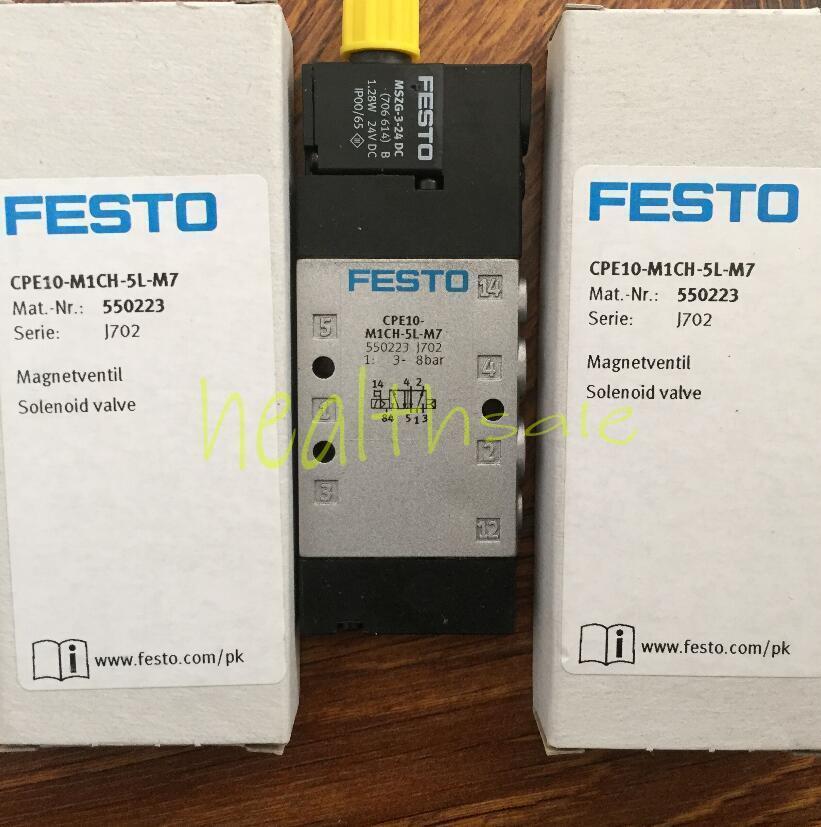 FESTO
CPE10-M1CH-5L-M7
Mat.-Nr.: 550223
Serie: J702
Magnetventil
Solenoid valve
i www.festo.com/pk
FESTO
MSZG-3-24 DC
(706 614) B
1.28W 24V DC
IP00/65
FESTO
14
CPE10-
M1CH-5L-M7
550223 J702
1: 3- 8bar
5
4
14 4 2
84 5 1 3
2
3
12
healthsale
FESTO
CPE10-M1CH-5L-M7
Mat.-Nr.: 550223
Serie: J702
Magnetventil
Solenoid valve
i www.festo.com/pk